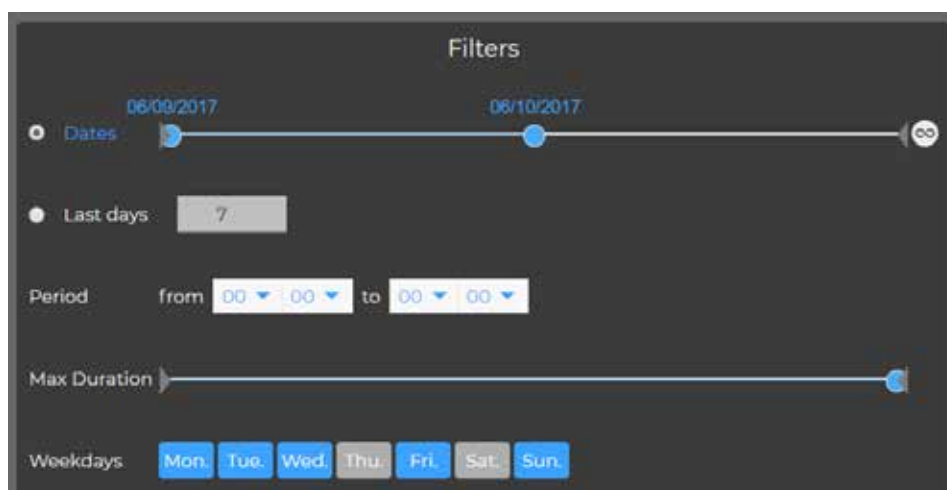 Filters
06/09/2017 06/10/2017
Dates
Last days 7
Period from 00 00 to 00 00
Max Duration
Weekdays Mon. Tue. Wed. Thu. Fri. Sat. Sun.